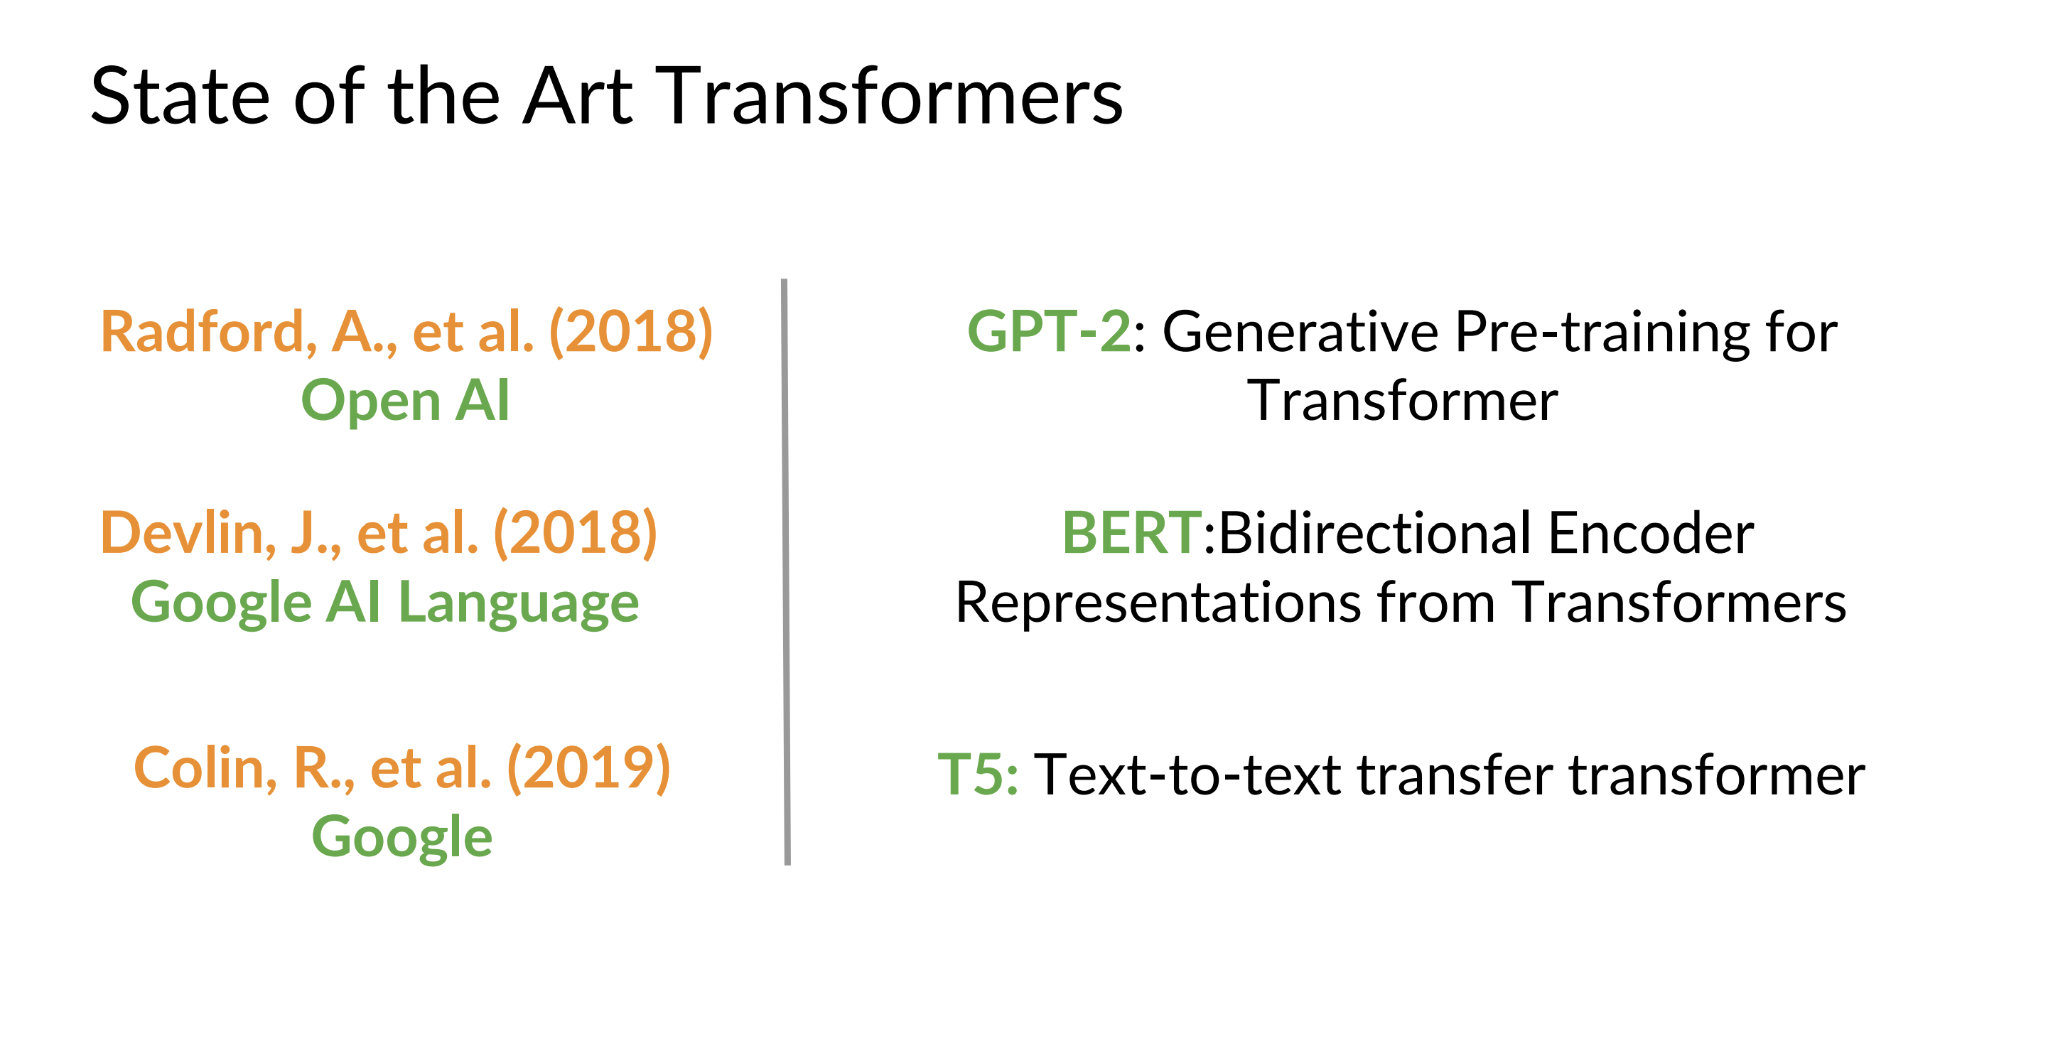 State of the Art Transformers
Radford, A., et al. (2018)
Open AI
GPT-2: Generative Pre-training for
Transformer
Devlin, J., et al. (2018)
Google AI Language
BERT:Bidirectional Encoder
Representations from Transformers
Colin, R., et al. (2019)
Google
T5: Text-to-text transfer transformer